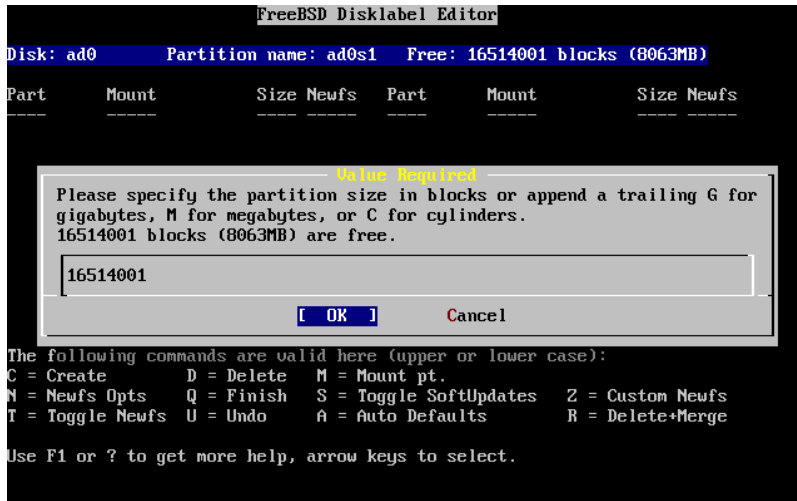 FreeBSD Disklabel Editor
Disk: ad0 Partition name: ad0s1 Free: 16514001 blocks (8063MB)
Part Mount Size Newfs Part Mount Size Newfs
---- ----- ---- ----- ---- ----- ---- -----
Value Required
Please specify the partition size in blocks or append a trailing G for
gigabytes, M for megabytes, or C for cylinders.
16514001 blocks (8063MB) are free.
16514001
[ OK ] Cancel
The following commands are valid here (upper or lower case):
C = Create D = Delete M = Mount pt.
N = Newfs Opts Q = Finish S = Toggle SoftUpdates Z = Custom Newfs
T = Toggle Newfs U = Undo A = Auto Defaults R = Delete+Merge
Use F1 or ? to get more help, arrow keys to select.